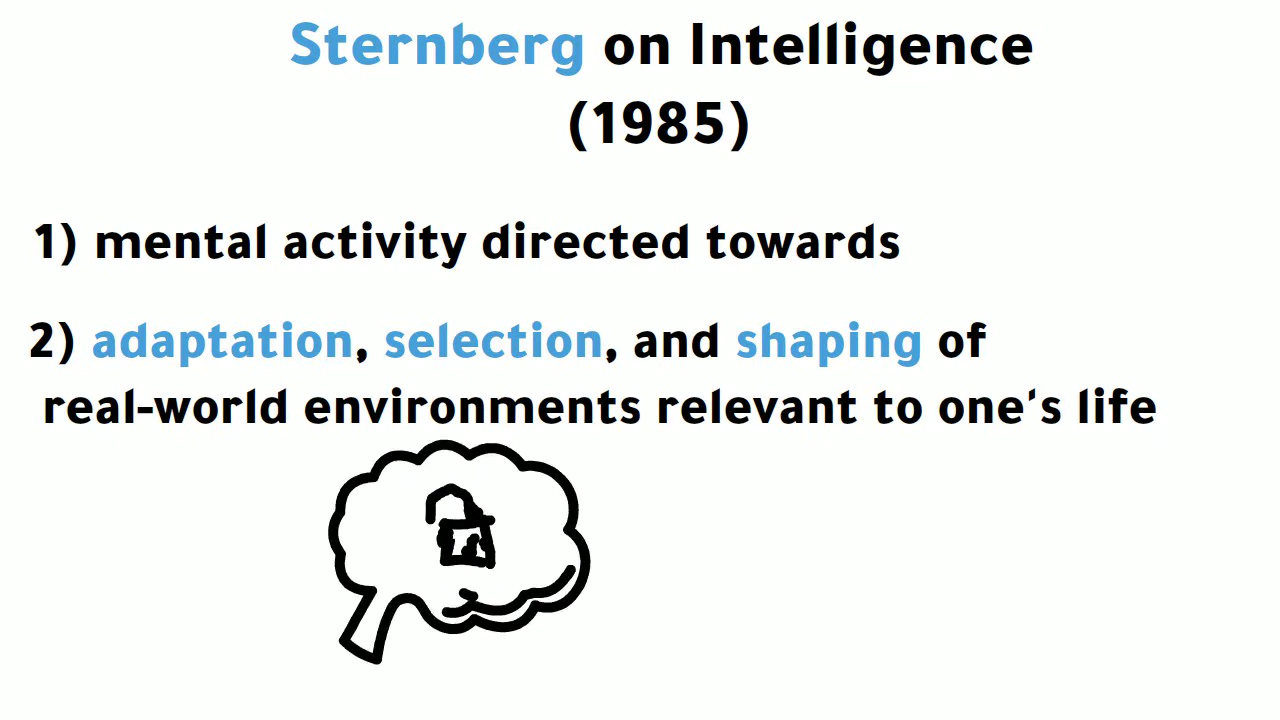 Sternberg on Intelligence
(1985)
1) mental activity directed towards
2) adaptation, selection, and shaping of
real-world environments relevant to one's life